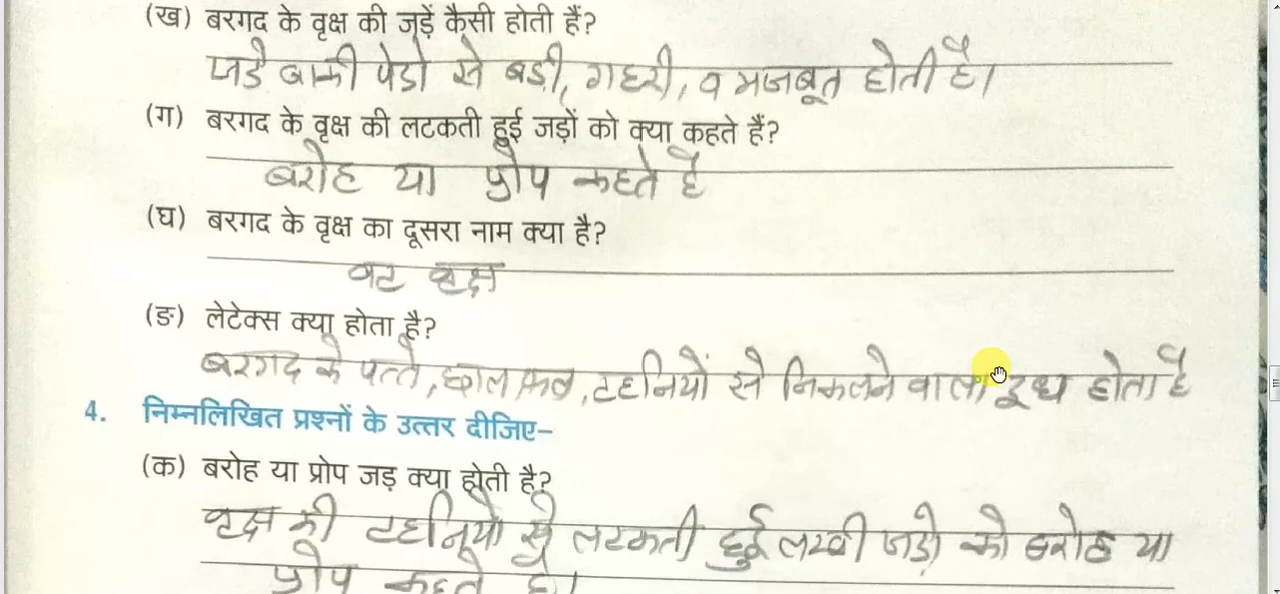 (ख) बरगद के वृक्ष की जड़ें कैसी होती हैं?
जडे बाकी पेडो से बड़ी, गहरी, व मजबूत होती है।
(ग) बरगद के वृक्ष की लटकती हुई जड़ों को क्या कहते हैं?
बरोह या प्रोप कहते है
(घ) बरगद के वृक्ष का दूसरा नाम क्या है?
वट वृक्ष
(ङ) लेटेक्स क्या होता है?
बरगद के पत्ते, छाल, फल, टहनियों से निकलने वाला दूध होता है
4. निम्नलिखित प्रश्नों के उत्तर दीजिए–
(क) बरोह या प्रोप जड़ क्या होती है?
वृक्ष की टहनियों से लटकती हुई लम्बी जड़ो को बरोह या
प्रोप कहते है।